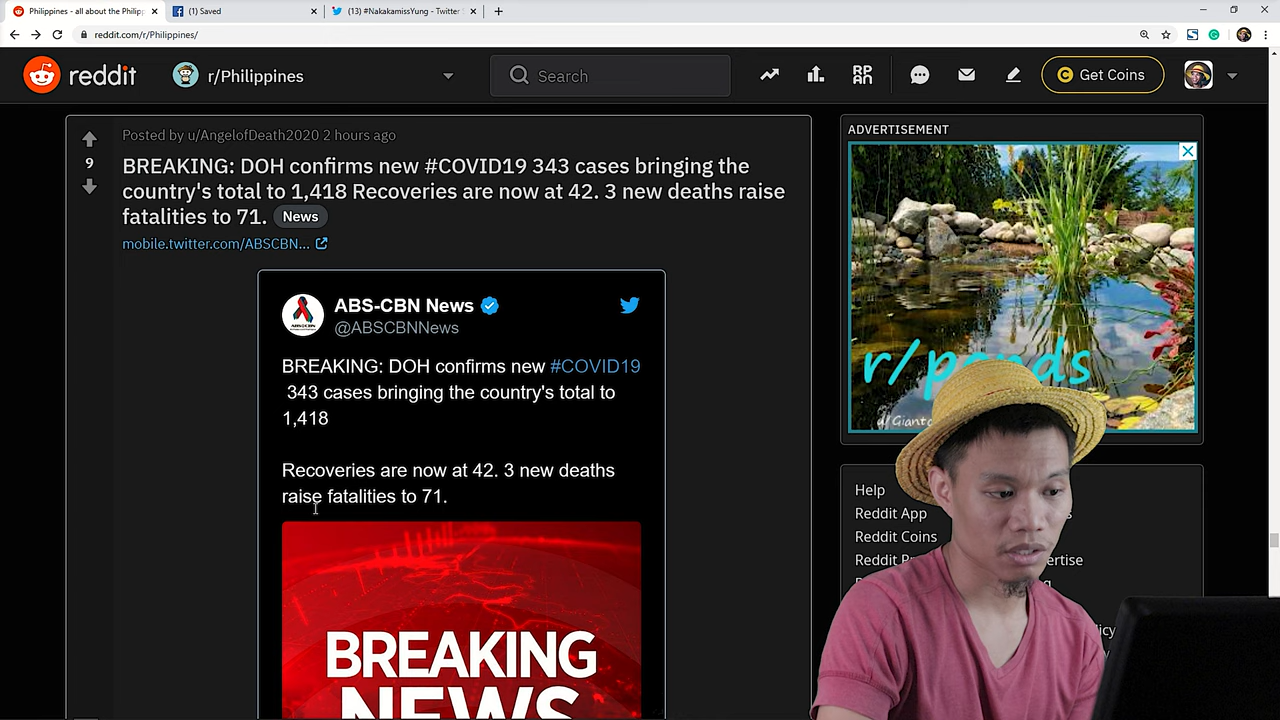 Philippines - all about the Philipp
(1) Saved
(13) #NakakamissYung - Twitter
reddit.com/r/Philippines/
reddit
r/Philippines
Search
Get Coins
Posted by u/AngelofDeath2020 2 hours ago
9
BREAKING: DOH confirms new #COVID19 343 cases bringing the
country's total to 1,418 Recoveries are now at 42. 3 new deaths raise
fatalities to 71.
News
mobile.twitter.com/ABSCBN...
ABS-CBN News
@ABSCBNNews
BREAKING: DOH confirms new #COVID19
343 cases bringing the country's total to
1,418
Recoveries are now at 42. 3 new deaths
raise fatalities to 71.
BREAKING
NEWS
ADVERTISEMENT
r/ponds
Help
Reddit App
Reddit Coins